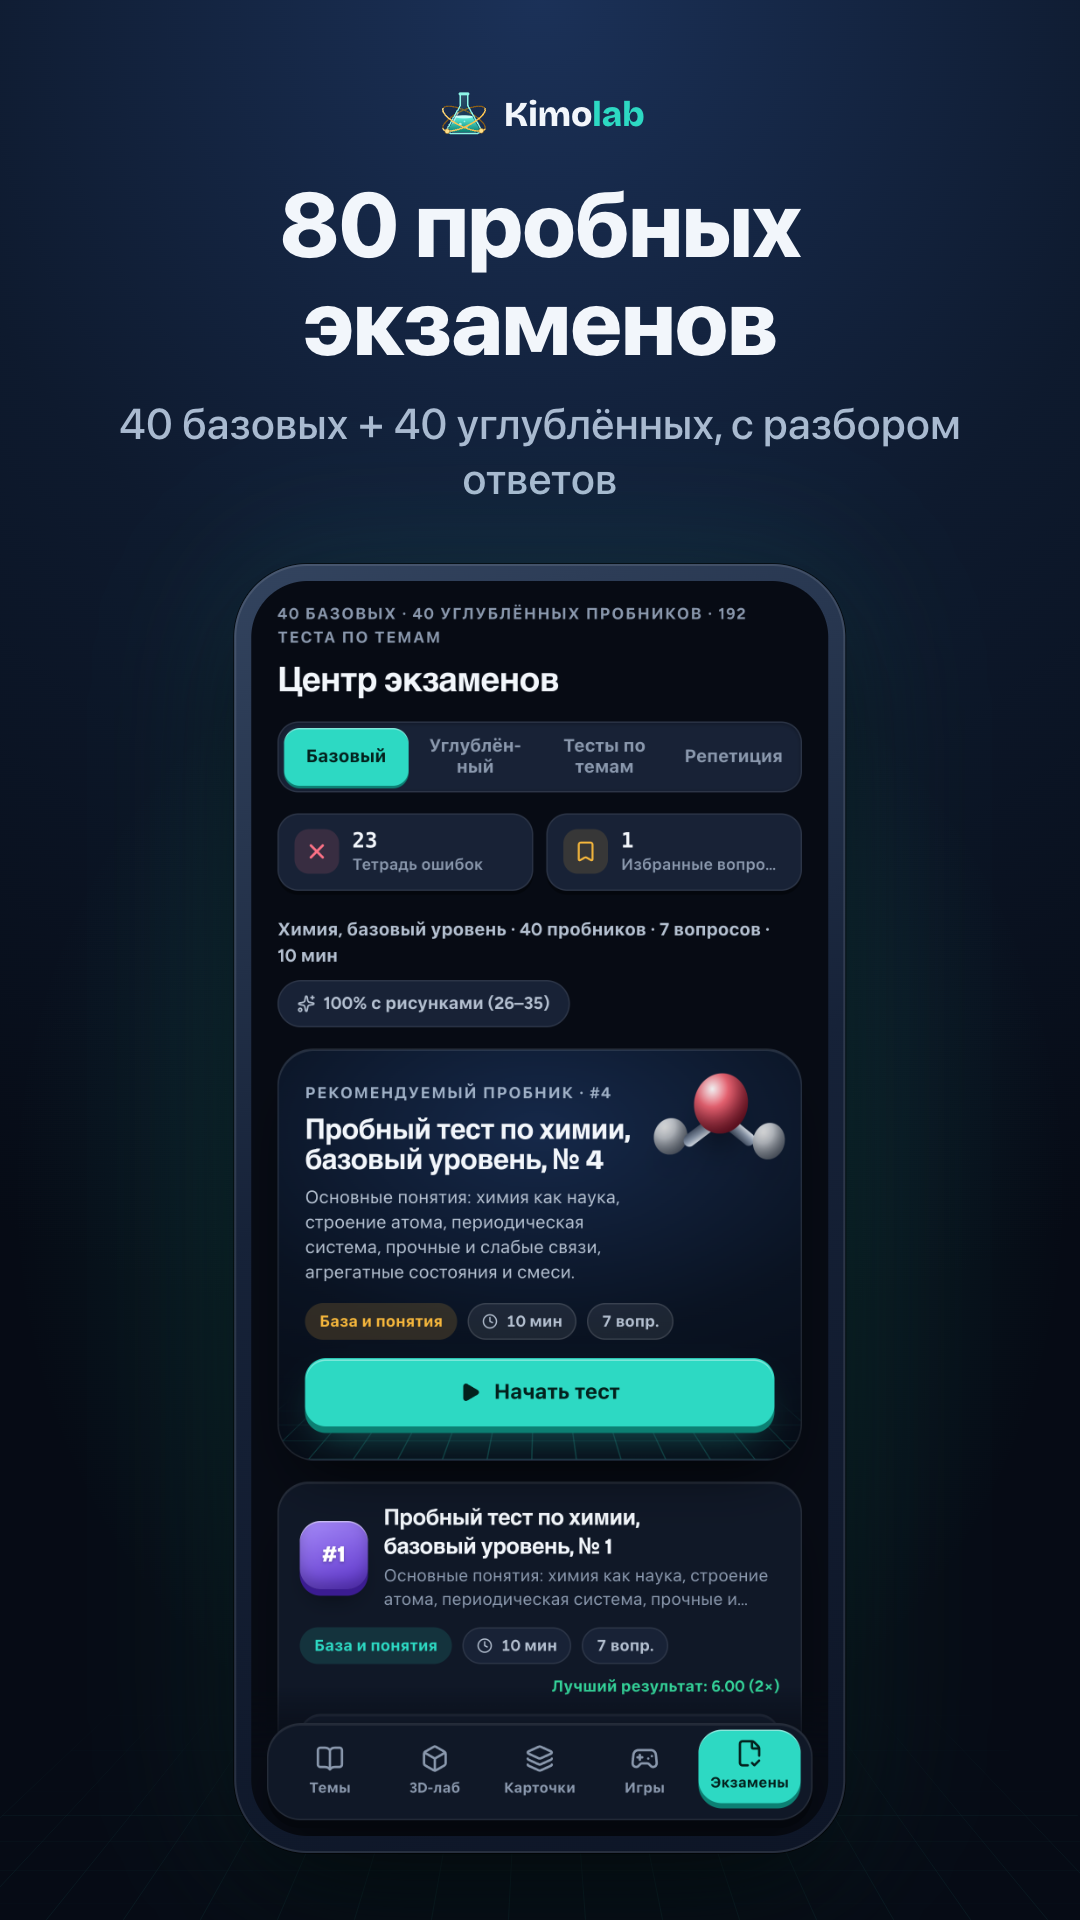 Kimolab
80 пробных
экзаменов
40 базовых + 40 углублённых, с разбором
ответов
40 БАЗОВЫХ · 40 УГЛУБЛЁННЫХ ПРОБНИКОВ · 192
ТЕСТА ПО ТЕМАМ
Центр экзаменов
Базовый
Углублён-
ный
Тесты по
темам
Репетиция
23
Тетрадь ошибок
1
Избранные вопро...
Химия, базовый уровень · 40 пробников · 7 вопросов ·
10 мин
100% с рисунками (26–35)
РЕКОМЕНДУЕМЫЙ ПРОБНИК · #4
Пробный тест по химии,
базовый уровень, № 4
Основные понятия: химия как наука,
строение атома, периодическая
система, прочные и слабые связи,
агрегатные состояния и смеси.
База и понятия
10 мин
7 вопр.
Начать тест
#1
Пробный тест по химии,
базовый уровень, № 1
Основные понятия: химия как наука, строение
атома, периодическая система, прочные и...
База и понятия
10 мин
7 вопр.
Лучший результат: 6.00 (2×)
Темы
3D-лаб
Карточки
Игры
Экзамены